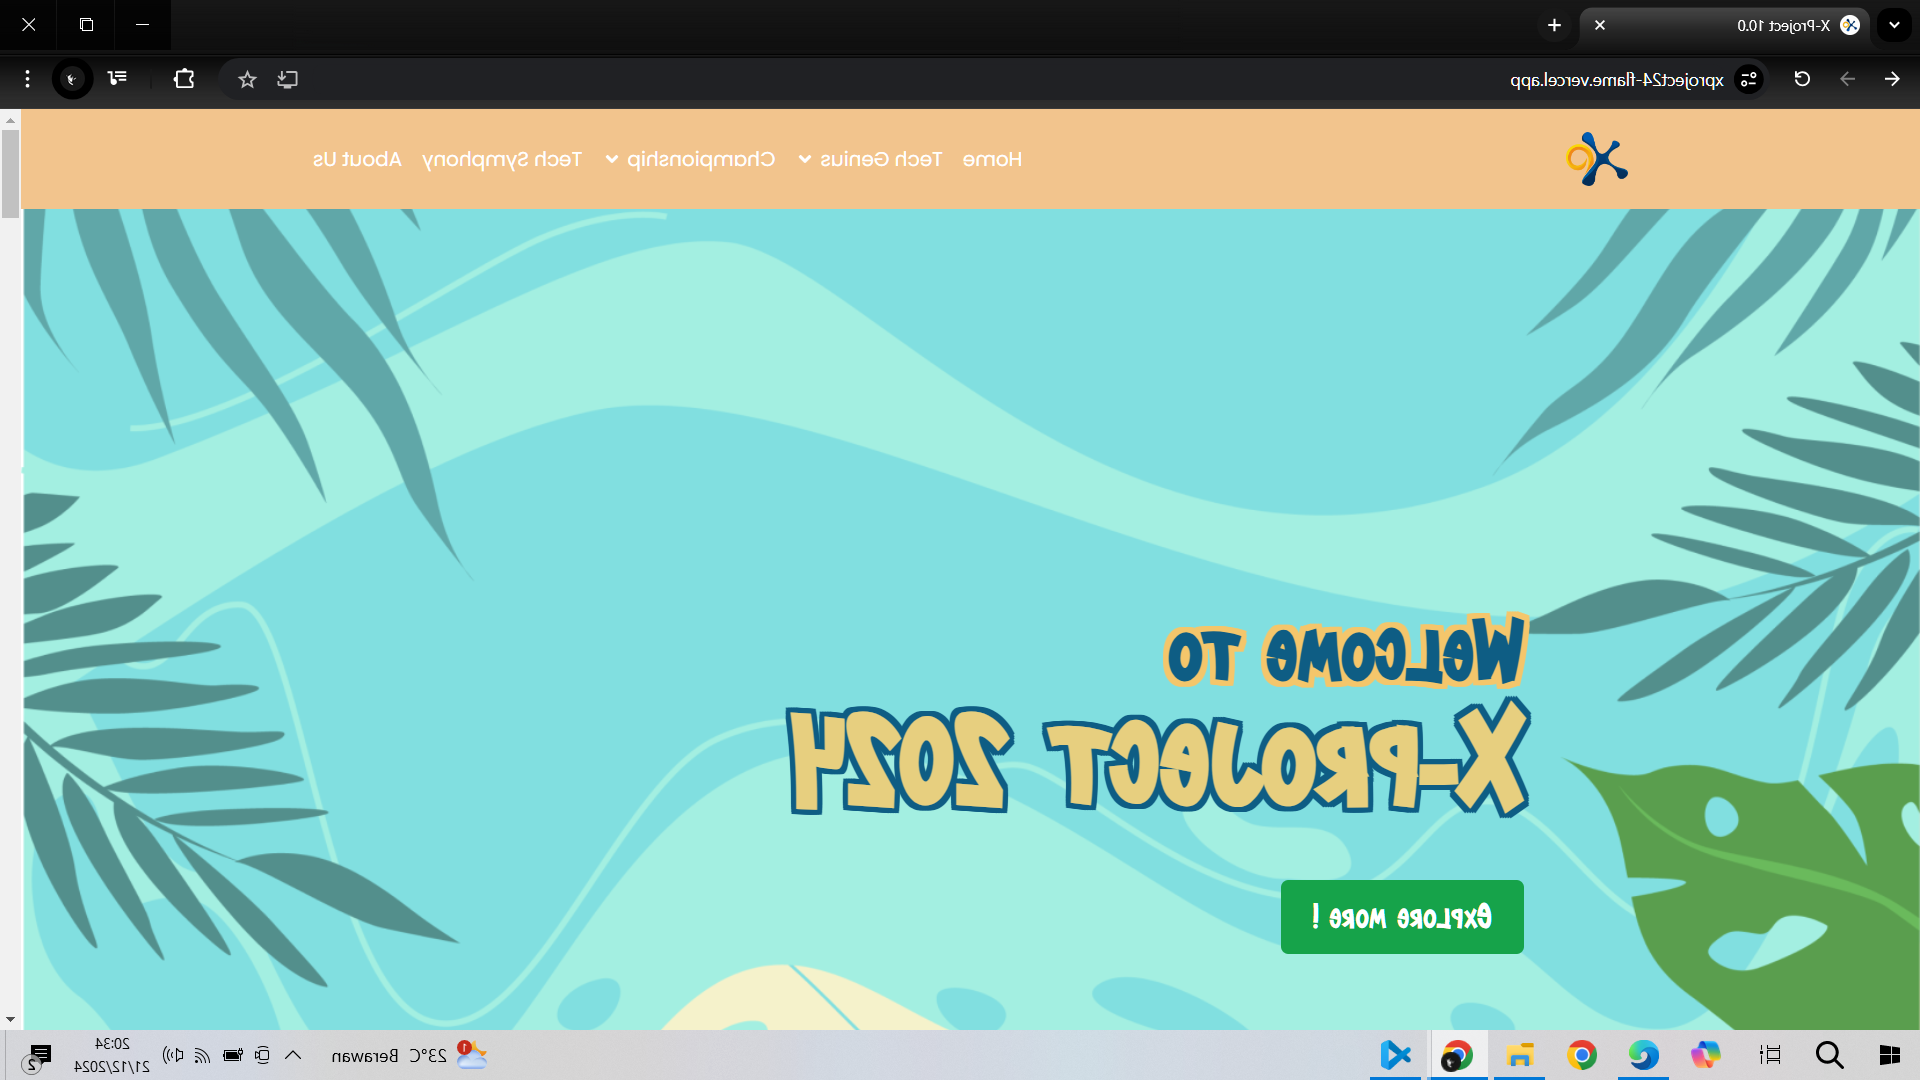 X-Project 10.0
xproject24-flame.vercel.app
Home Tech Genius Championship Tech Symphony About Us
WeLCOMe TO
X-PROJeCT 2024
eXPLORe MORe !
1 23°C Berawan 20:34
21/12/2024 2